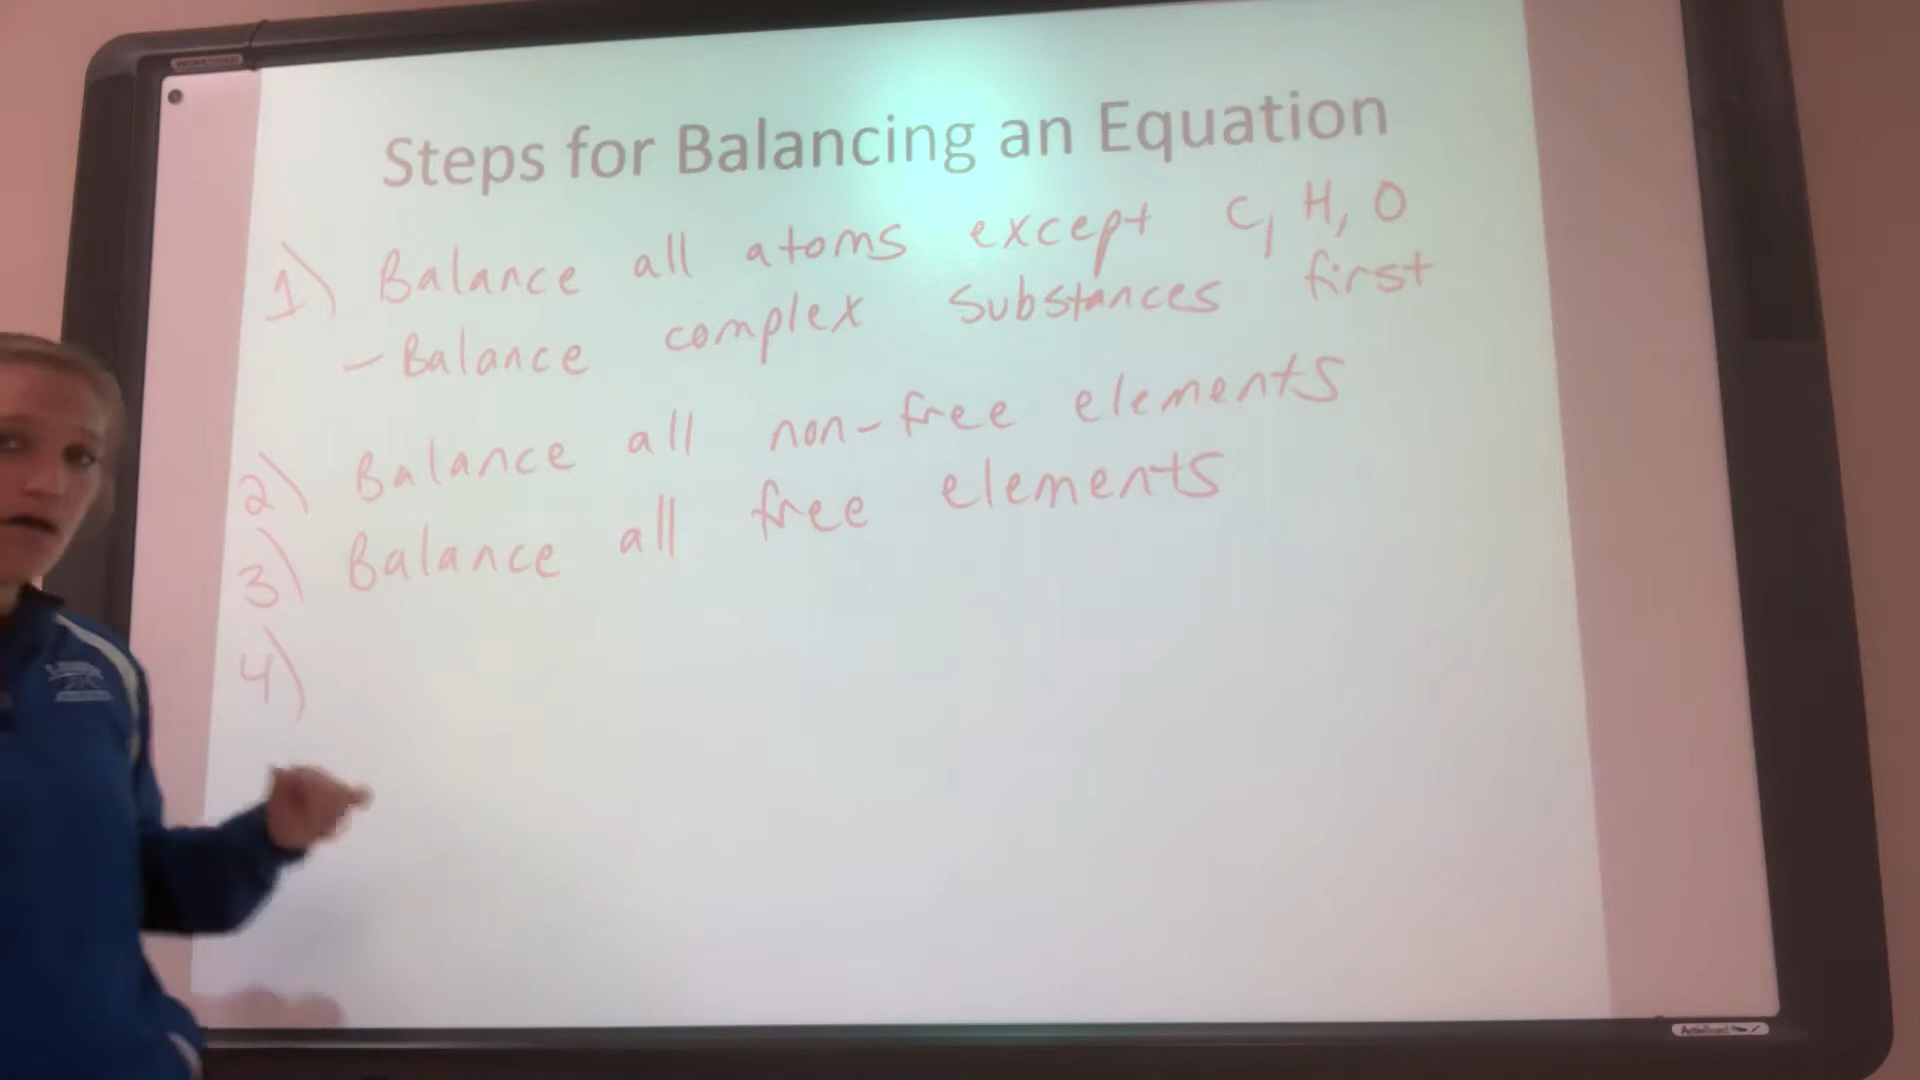 Steps for Balancing an Equation
1) Balance all atoms except C, H, O
- Balance complex substances first
2) Balance all non-free elements
3) Balance all free elements
4)